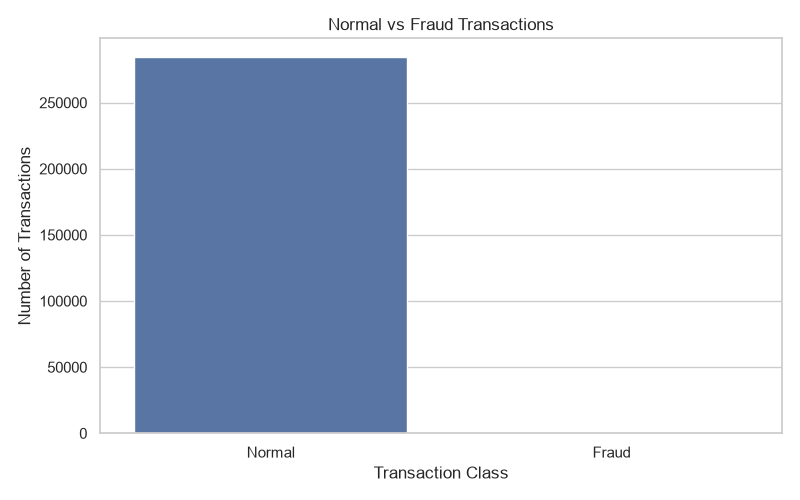 Normal vs Fraud Transactions
Number of Transactions
250000
200000
150000
100000
50000
0
Normal
Fraud
Transaction Class